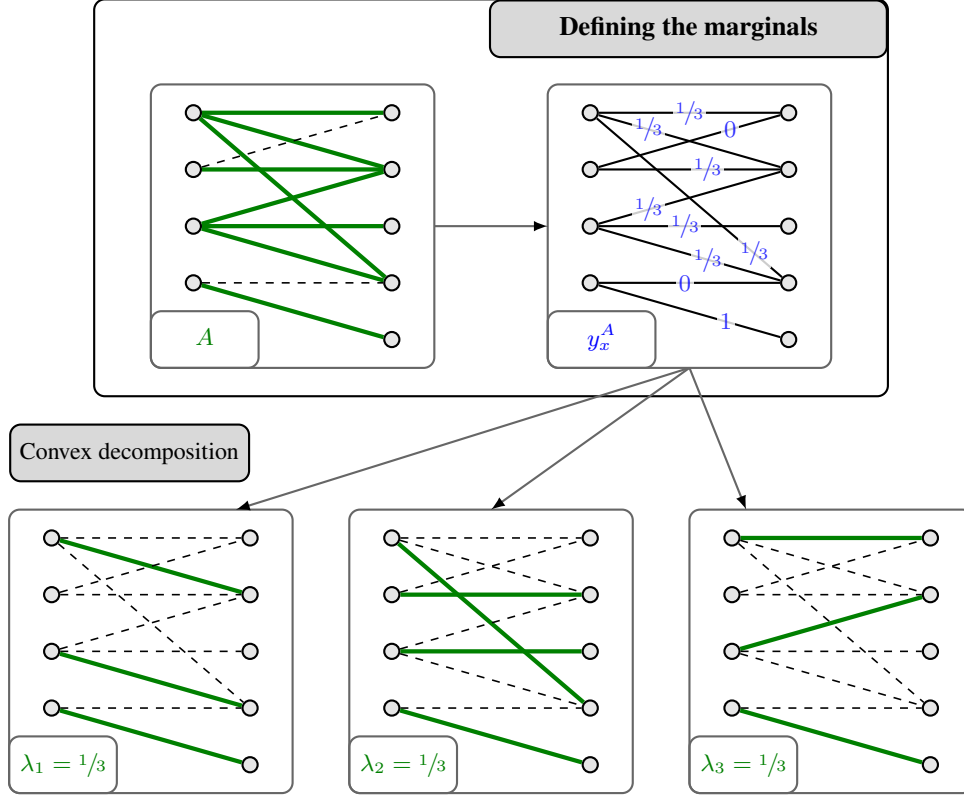 Defining the marginals
1/3
1/3
0
1/3
1/3
1/3
1/3
1/3
0
1
A
y_x^A
Convex decomposition
λ₁ = 1/3
λ₂ = 1/3
λ₃ = 1/3